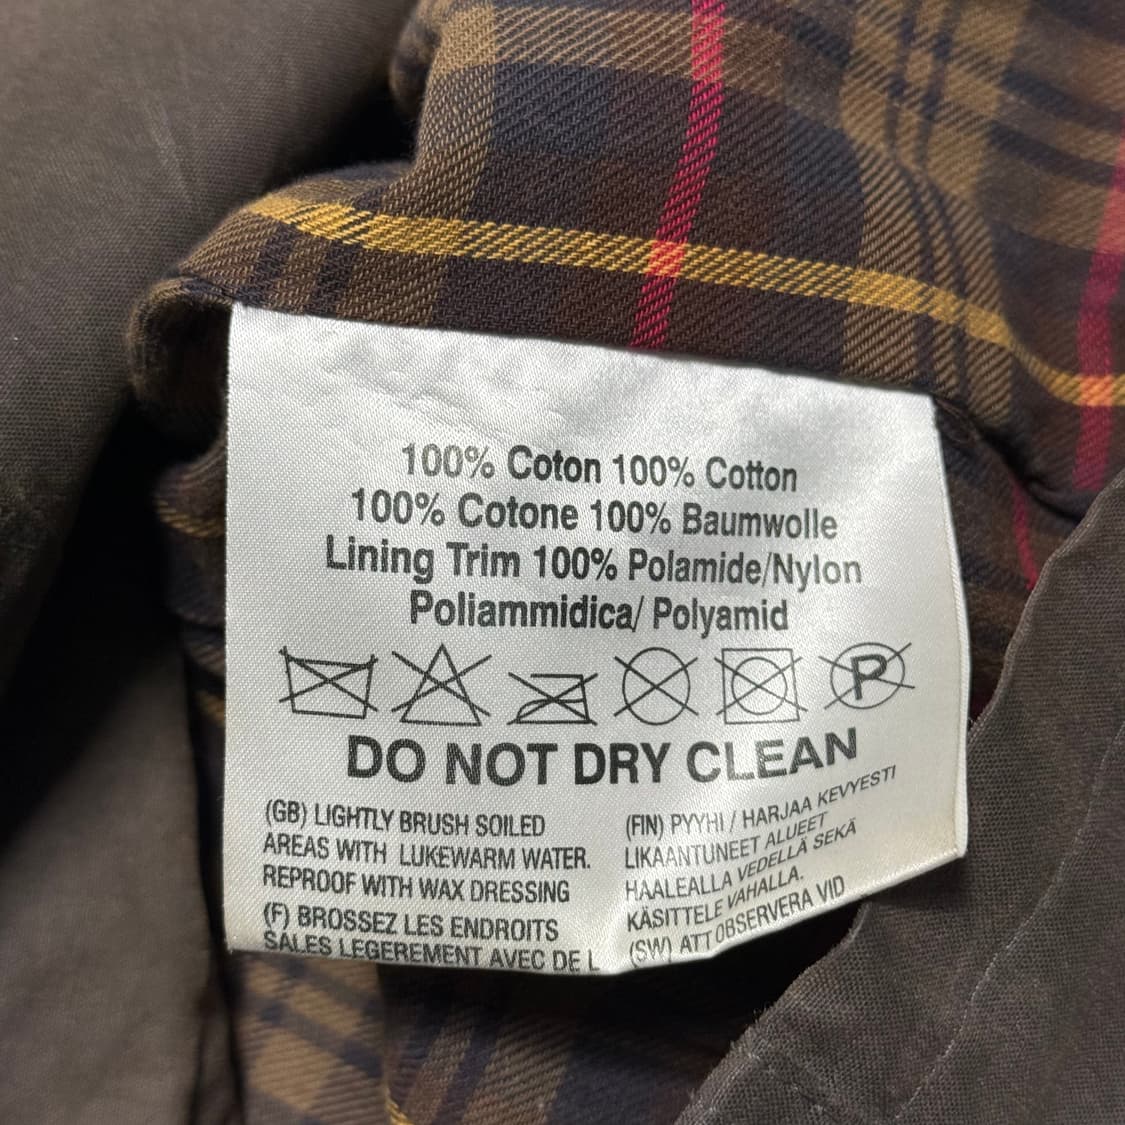 100% Coton 100% Cotton
100% Cotone 100% Baumwolle
Lining Trim 100% Polamide/Nylon
Poliammidica/ Polyamid
P
DO NOT DRY CLEAN
(GB) LIGHTLY BRUSH SOILED
AREAS WITH LUKEWARM WATER.
REPROOF WITH WAX DRESSING
(F) BROSSEZ LES ENDROITS
SALES LEGEREMENT AVEC DE L
(FIN) PYYHI / HARJAA KEVYESTI
LIKAANTUNEET ALUEET
HAALEALLA VEDELLÄ SEKÄ
KÄSITTELE VAHALLA.
(SW) ATT OBSERVERA VID